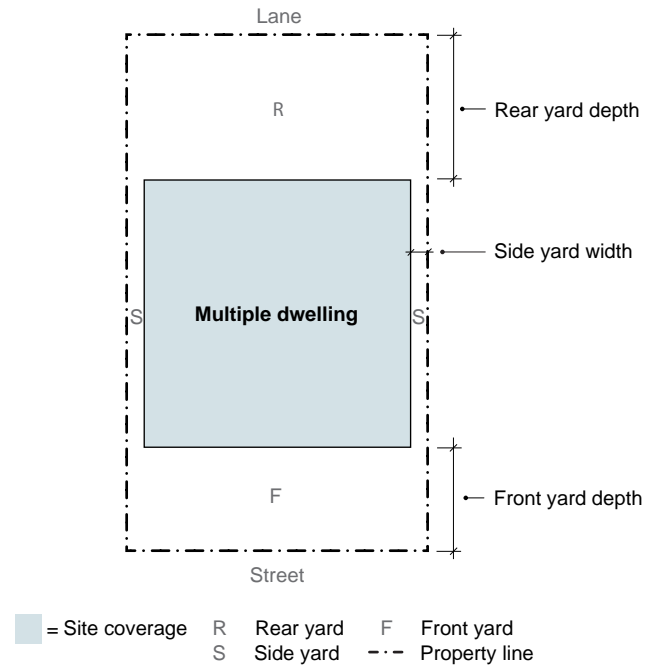 Lane
R
Rear yard depth
Side yard width
S Multiple dwelling S
F
Front yard depth
Street
= Site coverage R Rear yard F Front yard
S Side yard Property line